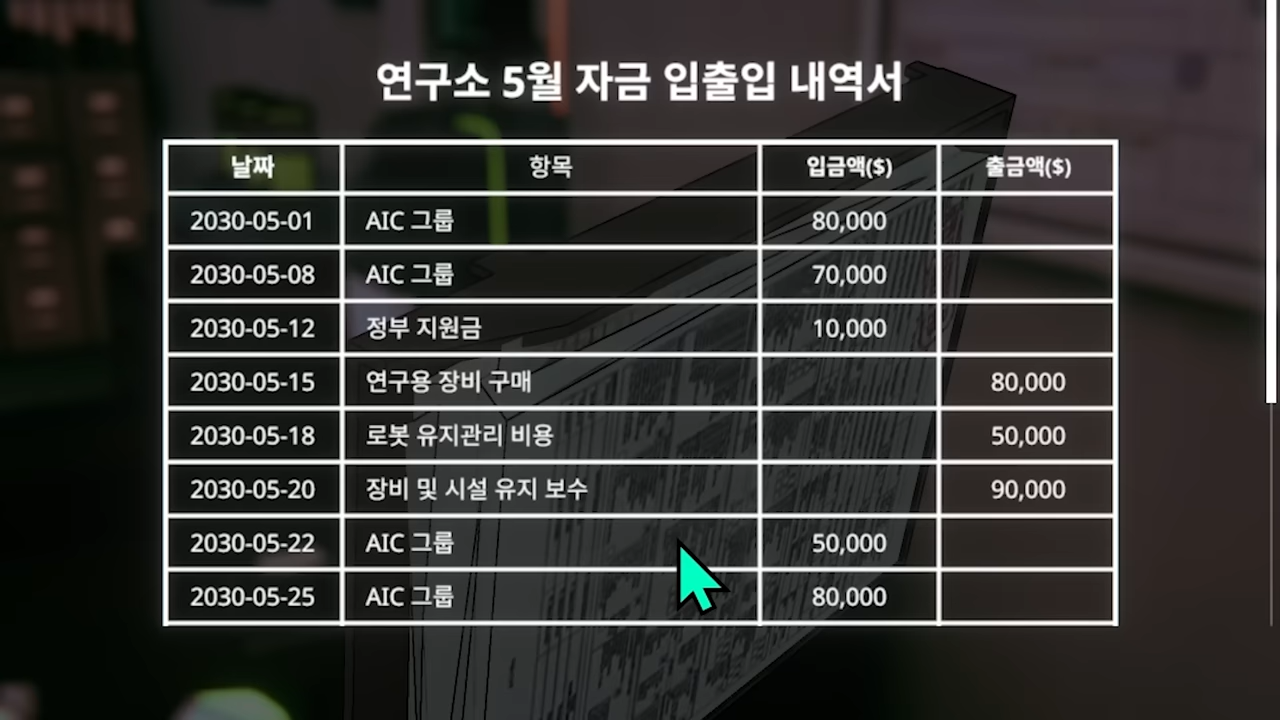 연구소 5월 자금 입출입 내역서
날짜 항목 입금액($) 출금액($)
2030-05-01 AIC 그룹 80,000
2030-05-08 AIC 그룹 70,000
2030-05-12 정부 지원금 10,000
2030-05-15 연구용 장비 구매 80,000
2030-05-18 로봇 유지관리 비용 50,000
2030-05-20 장비 및 시설 유지 보수 90,000
2030-05-22 AIC 그룹 50,000
2030-05-25 AIC 그룹 80,000